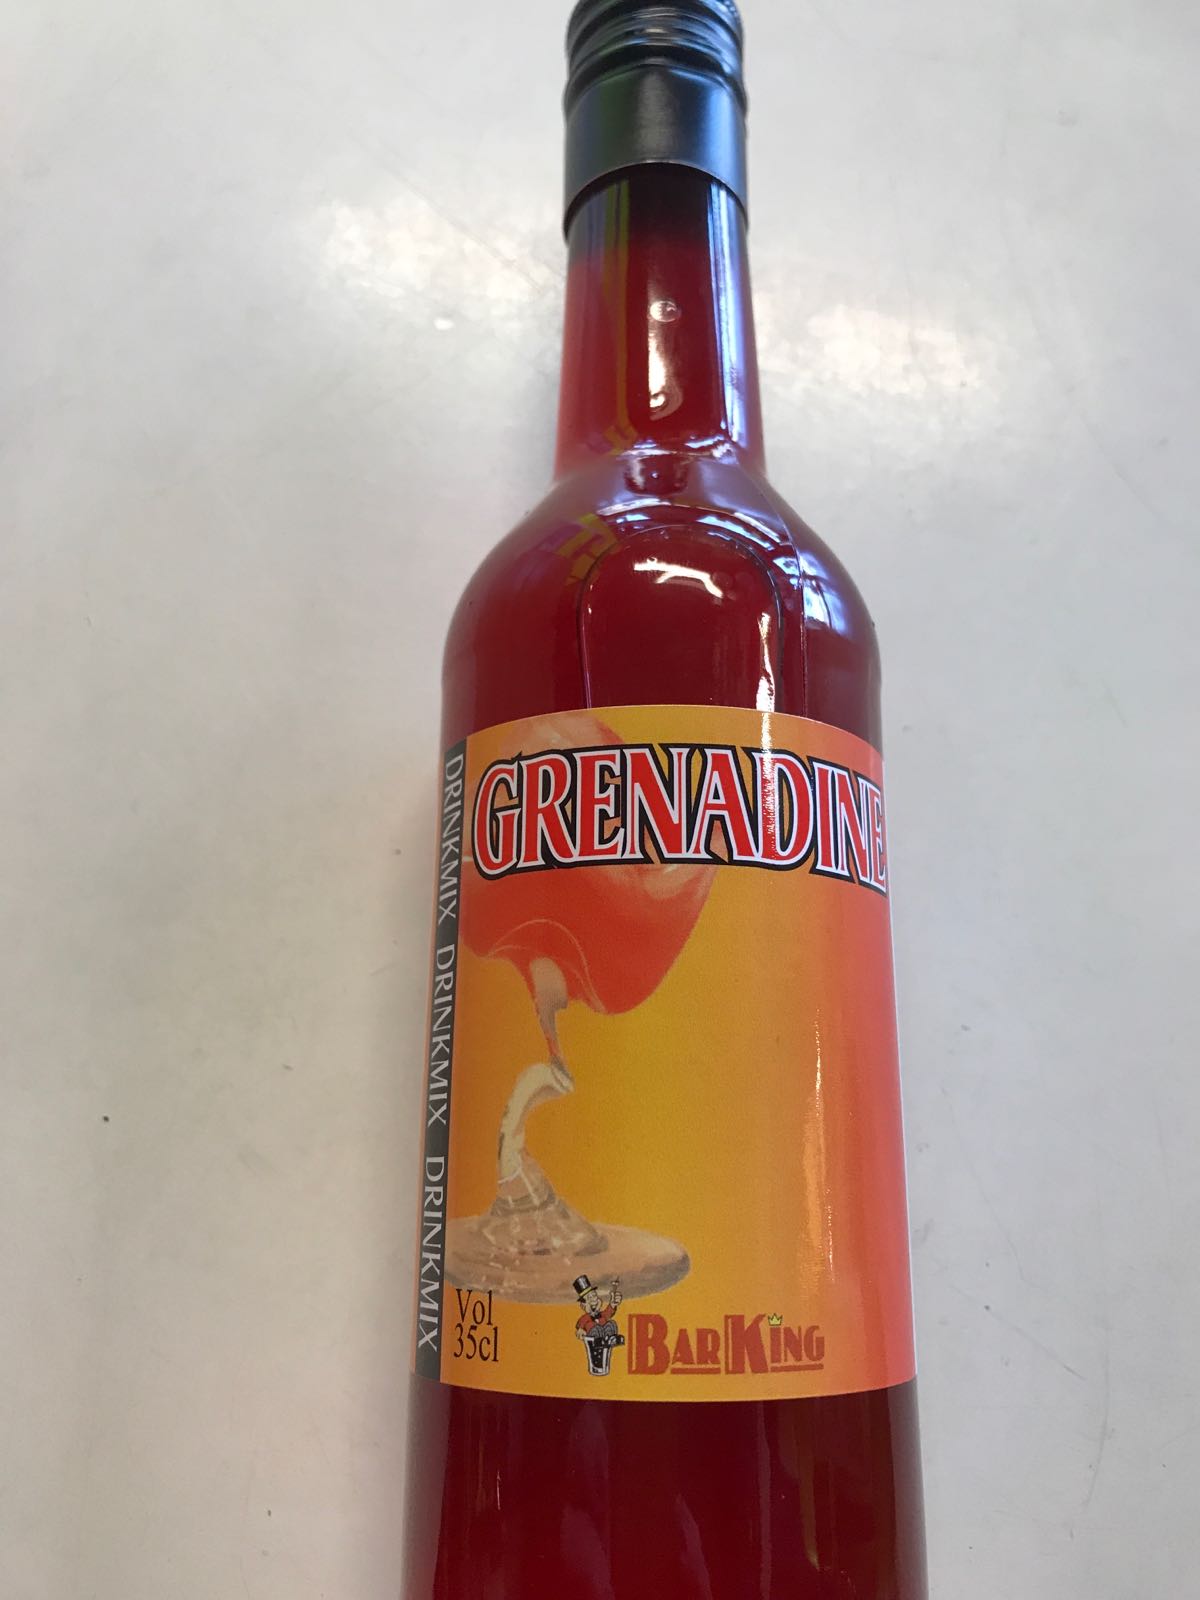 GRENADINE
DRINKMIX DRINKMIX DRINKMIX
Vol
35cl
BARKING